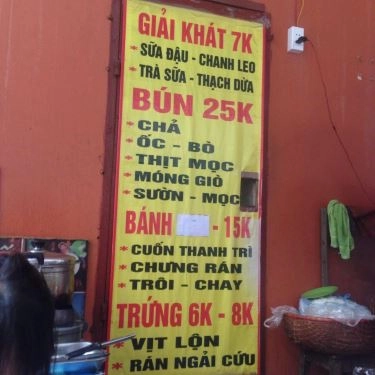 GIẢI KHÁT 7K
* SỮA ĐẬU - CHANH LEO
* TRÀ SỮA - THẠCH DỪA
BÚN 25K
* CHẢ
* ỐC - BÒ
* THỊT MỌC
* MÓNG GIÒ
* SƯỜN - MỌC
BÁNH - 15K
* CUỐN THANH TRÌ
* CHƯNG RÁN
* TRÔI - CHAY
TRỨNG 6K - 8K
VỊT LỘN
* RÁN NGẢI CỨU